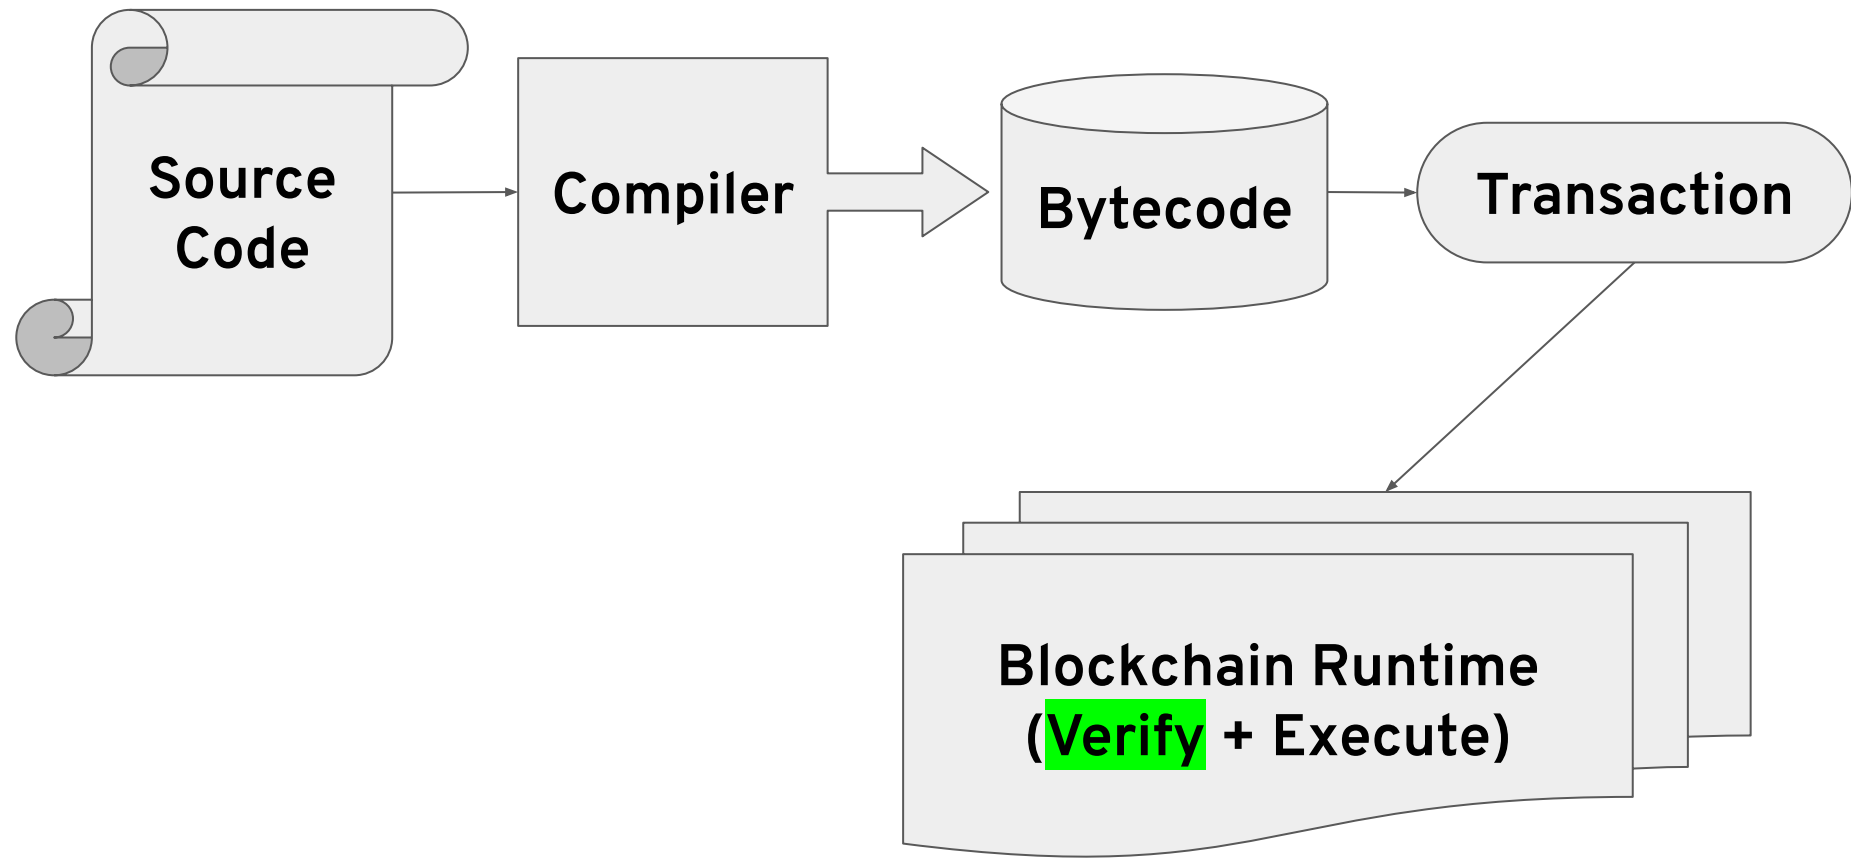 Source
Code
Compiler
Bytecode
Transaction
Blockchain Runtime
(Verify + Execute)